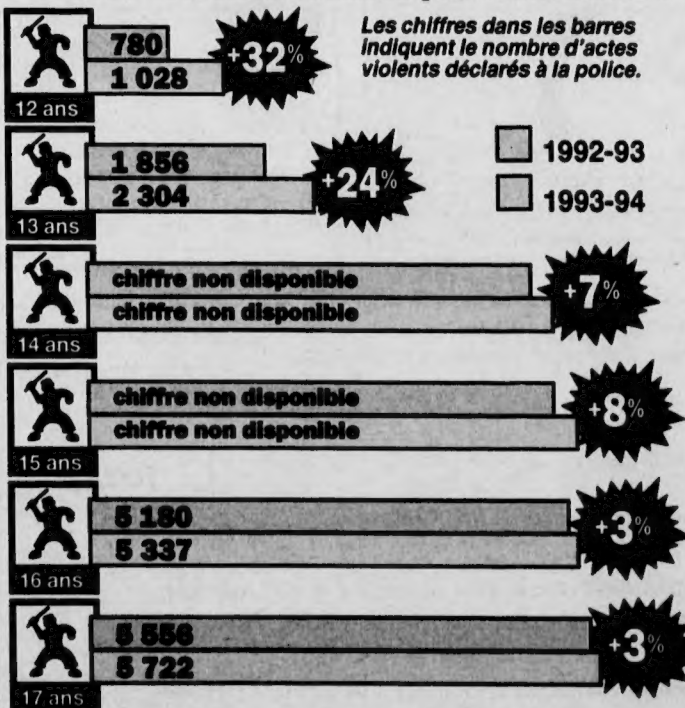 780
1 028
+32%
12 ans
Les chiffres dans les barres
indiquent le nombre d'actes
violents déclarés à la police.
1 856
2 304
+24%
13 ans
1992-93
1993-94
chiffre non disponible
chiffre non disponible
+7%
14 ans
chiffre non disponible
chiffre non disponible
+8%
15 ans
5 180
5 337
+3%
16 ans
5 556
5 722
+3%
17 ans